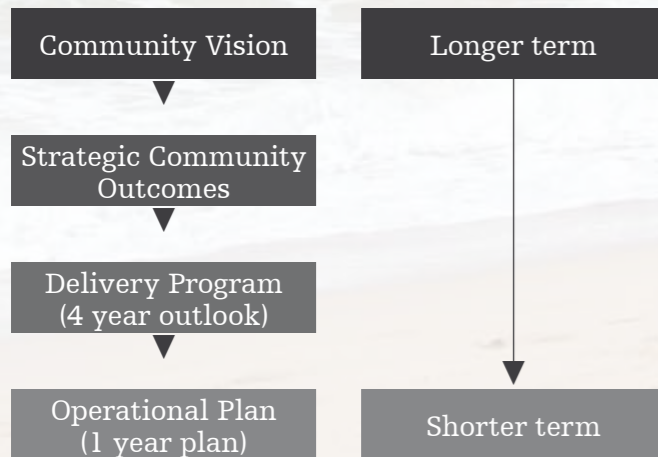 Community Vision
Longer term
Strategic Community
Outcomes
Delivery Program
(4 year outlook)
Operational Plan
(1 year plan)
Shorter term